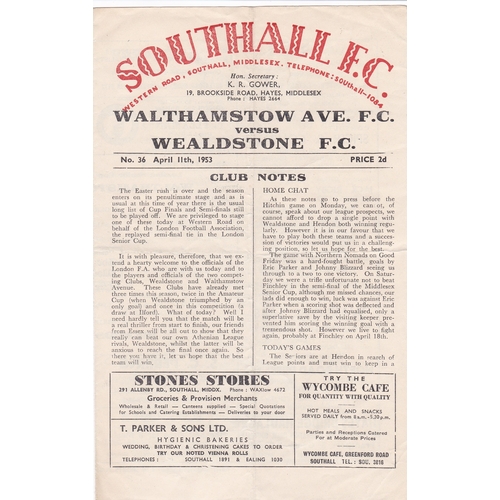 SOUTHALL F.C.
WESTERN ROAD, SOUTHALL, MIDDLESEX. TELEPHONE: Southall-1084
Hon. Secretary:
K. R. GOWER,
19, BROOKSIDE ROAD, HAYES, MIDDLESEX
Phone: HAYES 2664
WALTHAMSTOW AVE. F.C.
versus
WEALDSTONE F.C.
No. 36 April 11th, 1953 PRICE 2d
CLUB NOTES
The Easter rush is over and the season
enters on its penultimate stage and as is
usual at this time of year there is the usual
long list of Cup Finals and Semi-finals still
to be played off. We are privileged to stage
one of these today at Western Road on
behalf of the London Football Association,
the replayed semi-final tie in the London
Senior Cup.
It is with pleasure, therefore, that we extend
a hearty welcome to the officials of the
London F.A. who are with us today and to
the players and officials of the two competing
Clubs, Wealdstone and Walthamstow
Avenue. These Clubs have already met
three times this season, twice in the Amateur
Cup (when Wealdstone triumphed by an
only goal) and once in this connection (a
draw at Ilford). What of today? Well I
need hardly tell you that the match will be
a real thriller from start to finish, our friends
from Essex will be all out to show that they
really can beat our own Athenian League
rivals, Wealdstone, whilst the latter will be
anxious to reach the final once again. So
there you have it, let us hope that the best
team will win.
HOME CHAT
As these notes go to press before the
Hitchin game on Monday, we can not, of
course, speak about our league prospects, we
cannot afford to drop a single point with
Wealdstone and Hendon both winning regularly.
However it is in our favour that we
have to play both these teams and a succession
of victories would put us in a challenging
position, so let us hope for the best.
The game with Northern Nomads on Good
Friday was a hard-fought battle, goals by
Eric Parker and Johnny Blizzard seeing us
through to a two to one victory. On Saturday
we were a trifle unfortunate not to beat
Finchley in the semi-final of the Middlesex
Senior Cup, although me missed chances, our
lads did enough to win, luck was against Eric
Parker when a scoring shot was deflected and
after Johnny Blizzard had equalised, only a
superlative save by the visiting keeper prevented
him scoring the winning goal with a
tremendous shot. However we live to fight
again, probably at Finchley on April 18th.
TODAY'S GAMES
The Seniors are at Hendon in search of
League points and must win to keep in a
STONES STORES
291 ALLENBY RD., SOUTHALL, MIDDX. Phone: WAXlow 4672
Groceries & Provision Merchants
Wholesale & Retail — Canteens supplied — Special Quotations
for Schools and Catering Establishments — Deliveries to your door
T. PARKER & SONS LTD.
HYGIENIC BAKERIES
WEDDING, BIRTHDAY & CHRISTENING CAKES TO ORDER
TRY OUR NOTED VIENNA ROLLS
TELEPHONES: SOUTHALL 1891 & EALING 1030
TRY THE
WYCOMBE CAFE
FOR QUANTITY WITH QUALITY
HOT MEALS AND SNACKS
SERVED DAILY from 8 a.m.-5.30 p.m.
Parties and Receptions Catered
For at Moderate Prices
WYCOMBE CAFE, GREENFORD ROAD
SOUTHALL TEL: SOU.